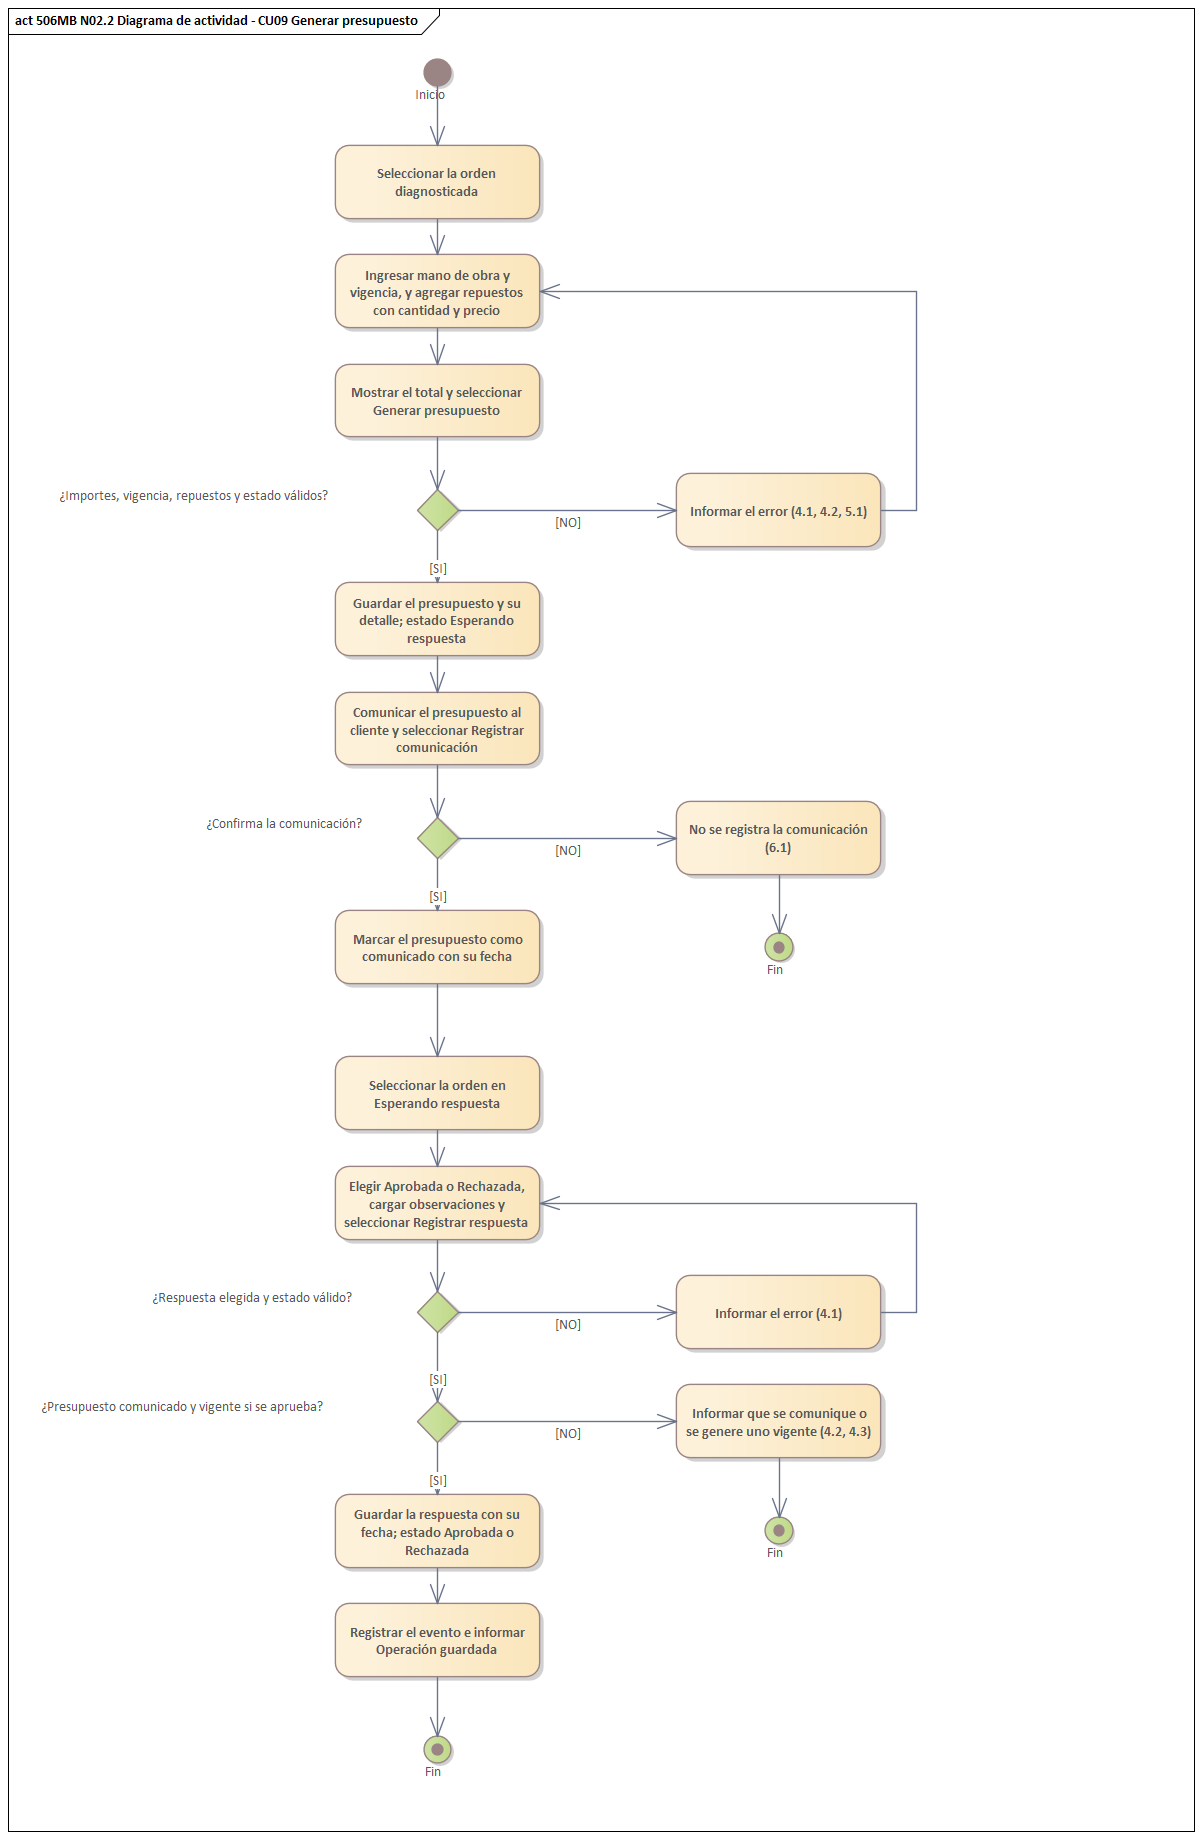 act 506MB N02.2 Diagrama de actividad - CU09 Generar presupuesto
Inicio
Seleccionar la orden
diagnosticada
Ingresar mano de obra y
vigencia, y agregar repuestos
con cantidad y precio
Mostrar el total y seleccionar
Generar presupuesto
¿Importes, vigencia, repuestos y estado válidos?
[NO]
Informar el error (4.1, 4.2, 5.1)
[SI]
Guardar el presupuesto y su
detalle; estado Esperando
respuesta
Comunicar el presupuesto al
cliente y seleccionar Registrar
comunicación
¿Confirma la comunicación?
[NO]
No se registra la comunicación
(6.1)
Fin
[SI]
Marcar el presupuesto como
comunicado con su fecha
Seleccionar la orden en
Esperando respuesta
Elegir Aprobada o Rechazada,
cargar observaciones y
seleccionar Registrar respuesta
¿Respuesta elegida y estado válido?
[NO]
Informar el error (4.1)
[SI]
¿Presupuesto comunicado y vigente si se aprueba?
[NO]
Informar que se comunique o
se genere uno vigente (4.2, 4.3)
Fin
[SI]
Guardar la respuesta con su
fecha; estado Aprobada o
Rechazada
Registrar el evento e informar
Operación guardada
Fin